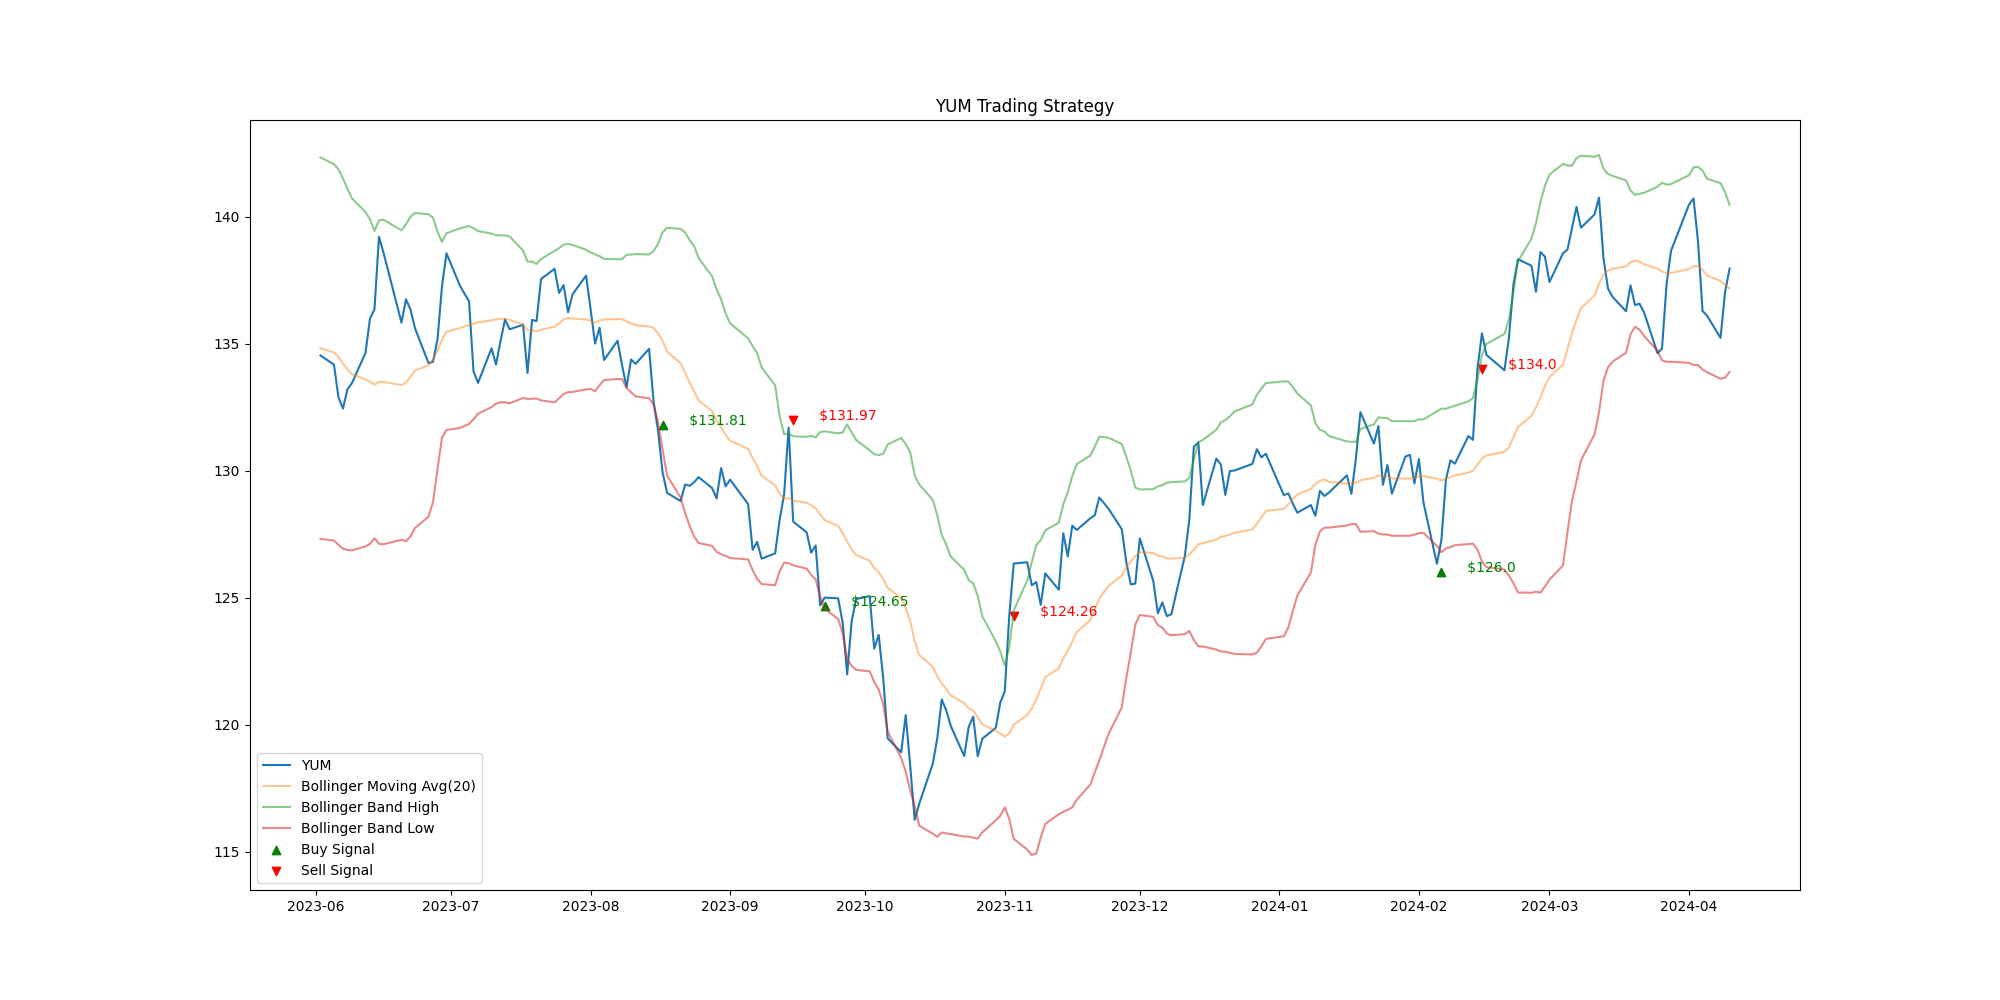 YUM Trading Strategy
140
135
130
125
120
115
$131.81
$131.97
$124.65
$124.26
$126.0
$134.0
YUM
Bollinger Moving Avg(20)
Bollinger Band High
Bollinger Band Low
Buy Signal
Sell Signal
2023-06 2023-07 2023-08 2023-09 2023-10 2023-11 2023-12 2024-01 2024-02 2024-03 2024-04